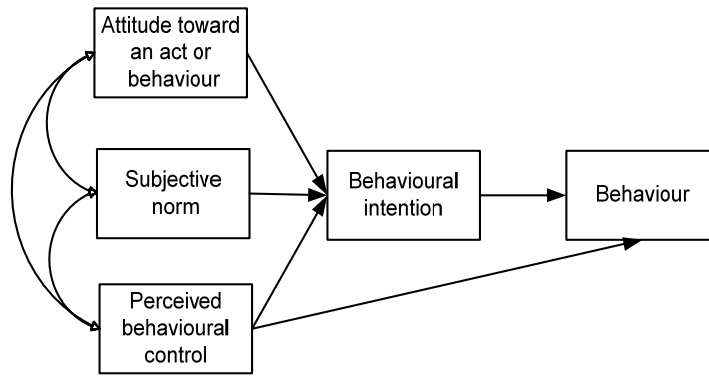 Attitude toward
an act or
behaviour
Subjective
norm
Behavioural
intention
Behaviour
Perceived
behavioural
control